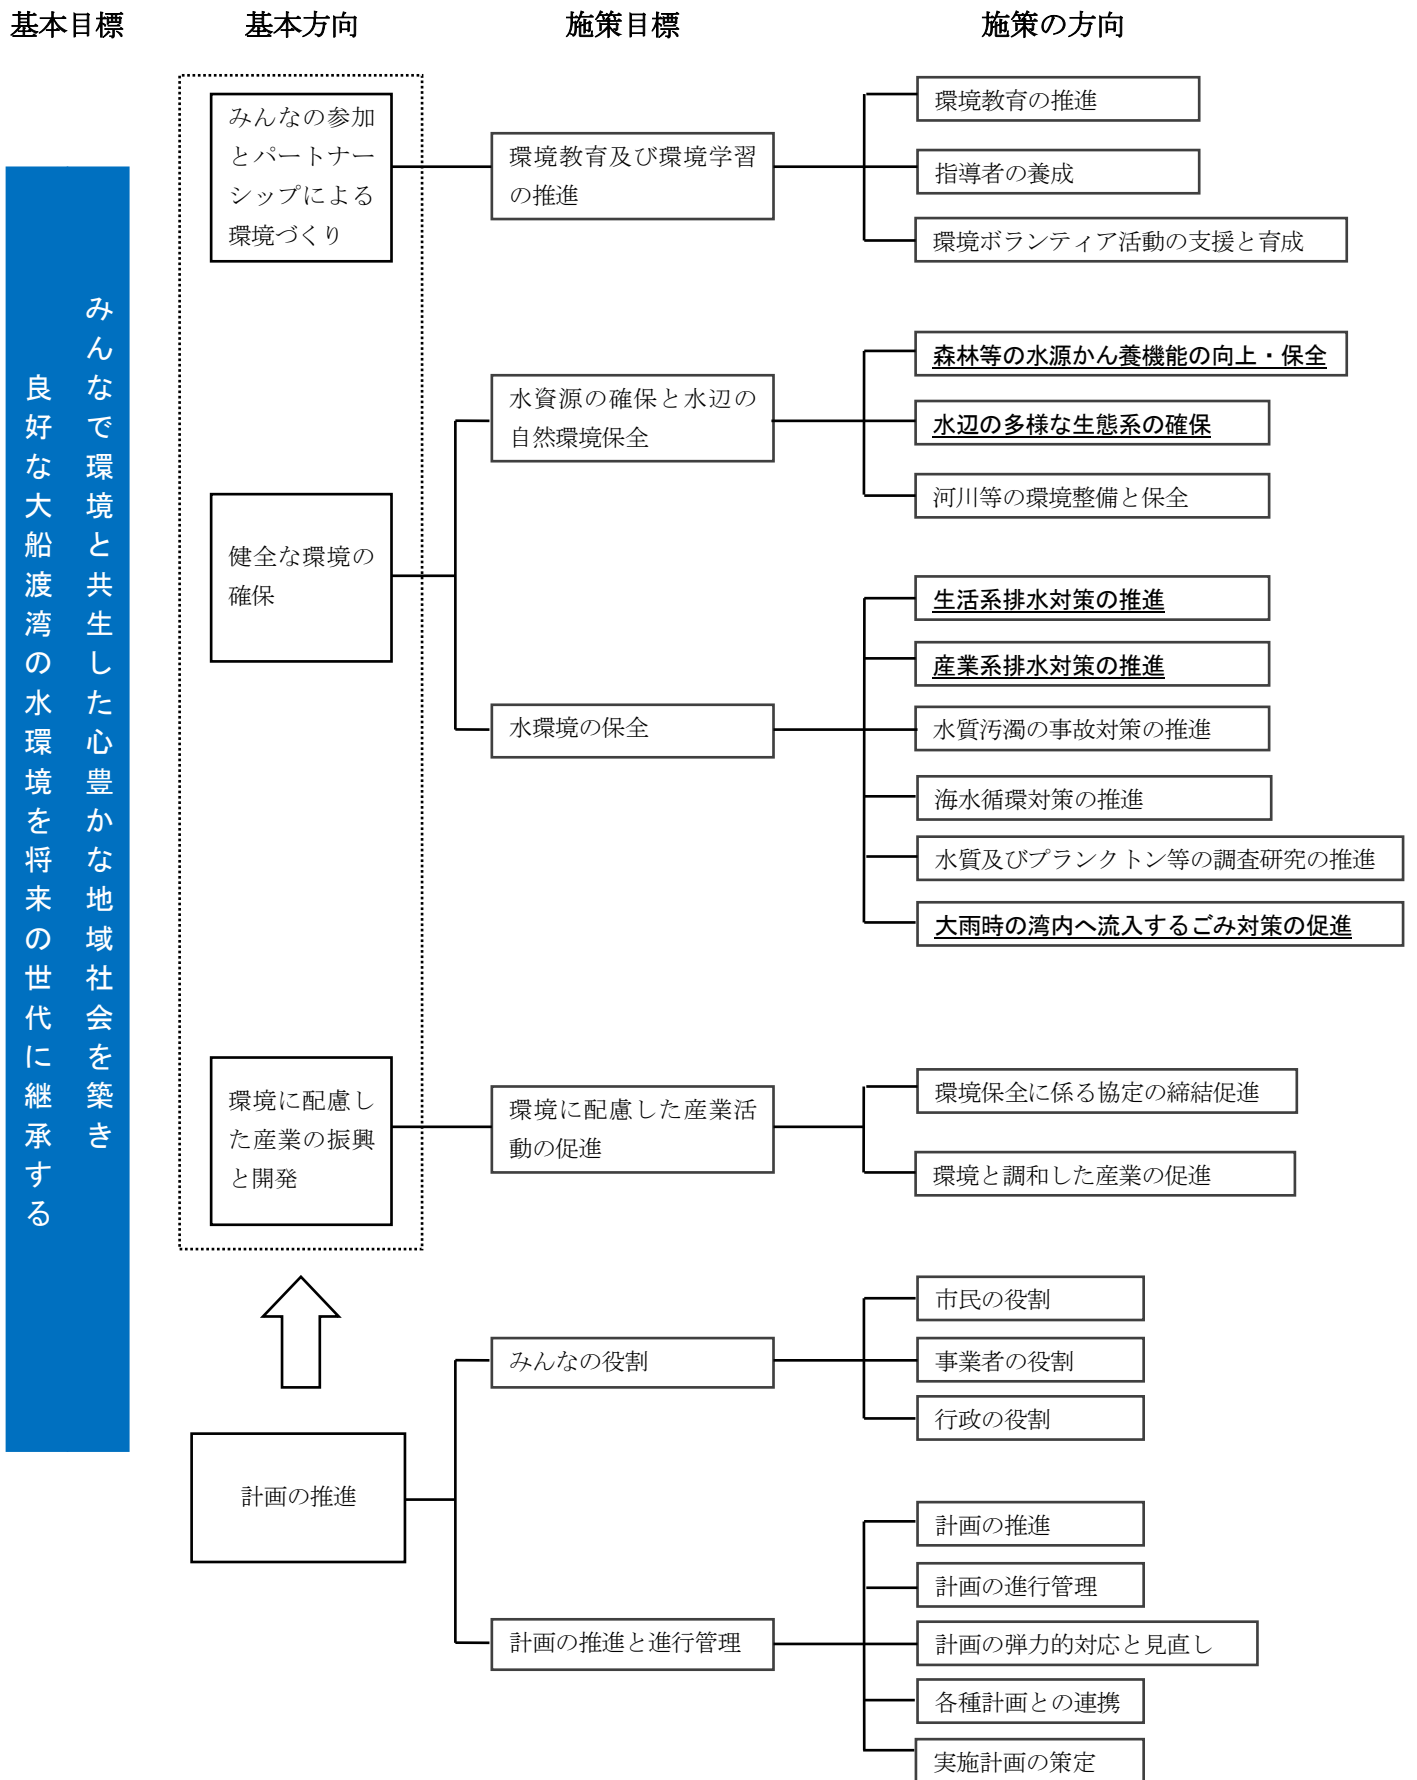 基本目標
基本方向
施策目標
施策の方向
みんなで環境と共生した心豊かな地域社会を築き
良好な大船渡湾の水環境を将来の世代に継承する
みんなの参加
とパートナー
シップによる
環境づくり
環境教育及び環境学習
の推進
環境教育の推進
指導者の養成
環境ボランティア活動の支援と育成
健全な環境の
確保
水資源の確保と水辺の
自然環境保全
森林等の水源かん養機能の向上・保全
水辺の多様な生態系の確保
河川等の環境整備と保全
水環境の保全
生活系排水対策の推進
産業系排水対策の推進
水質汚濁の事故対策の推進
海水循環対策の推進
水質及びプランクトン等の調査研究の推進
大雨時の湾内へ流入するごみ対策の促進
環境に配慮し
た産業の振興
と開発
環境に配慮した産業活
動の促進
環境保全に係る協定の締結促進
環境と調和した産業の促進
計画の推進
みんなの役割
市民の役割
事業者の役割
行政の役割
計画の推進と進行管理
計画の推進
計画の進行管理
計画の弾力的対応と見直し
各種計画との連携
実施計画の策定